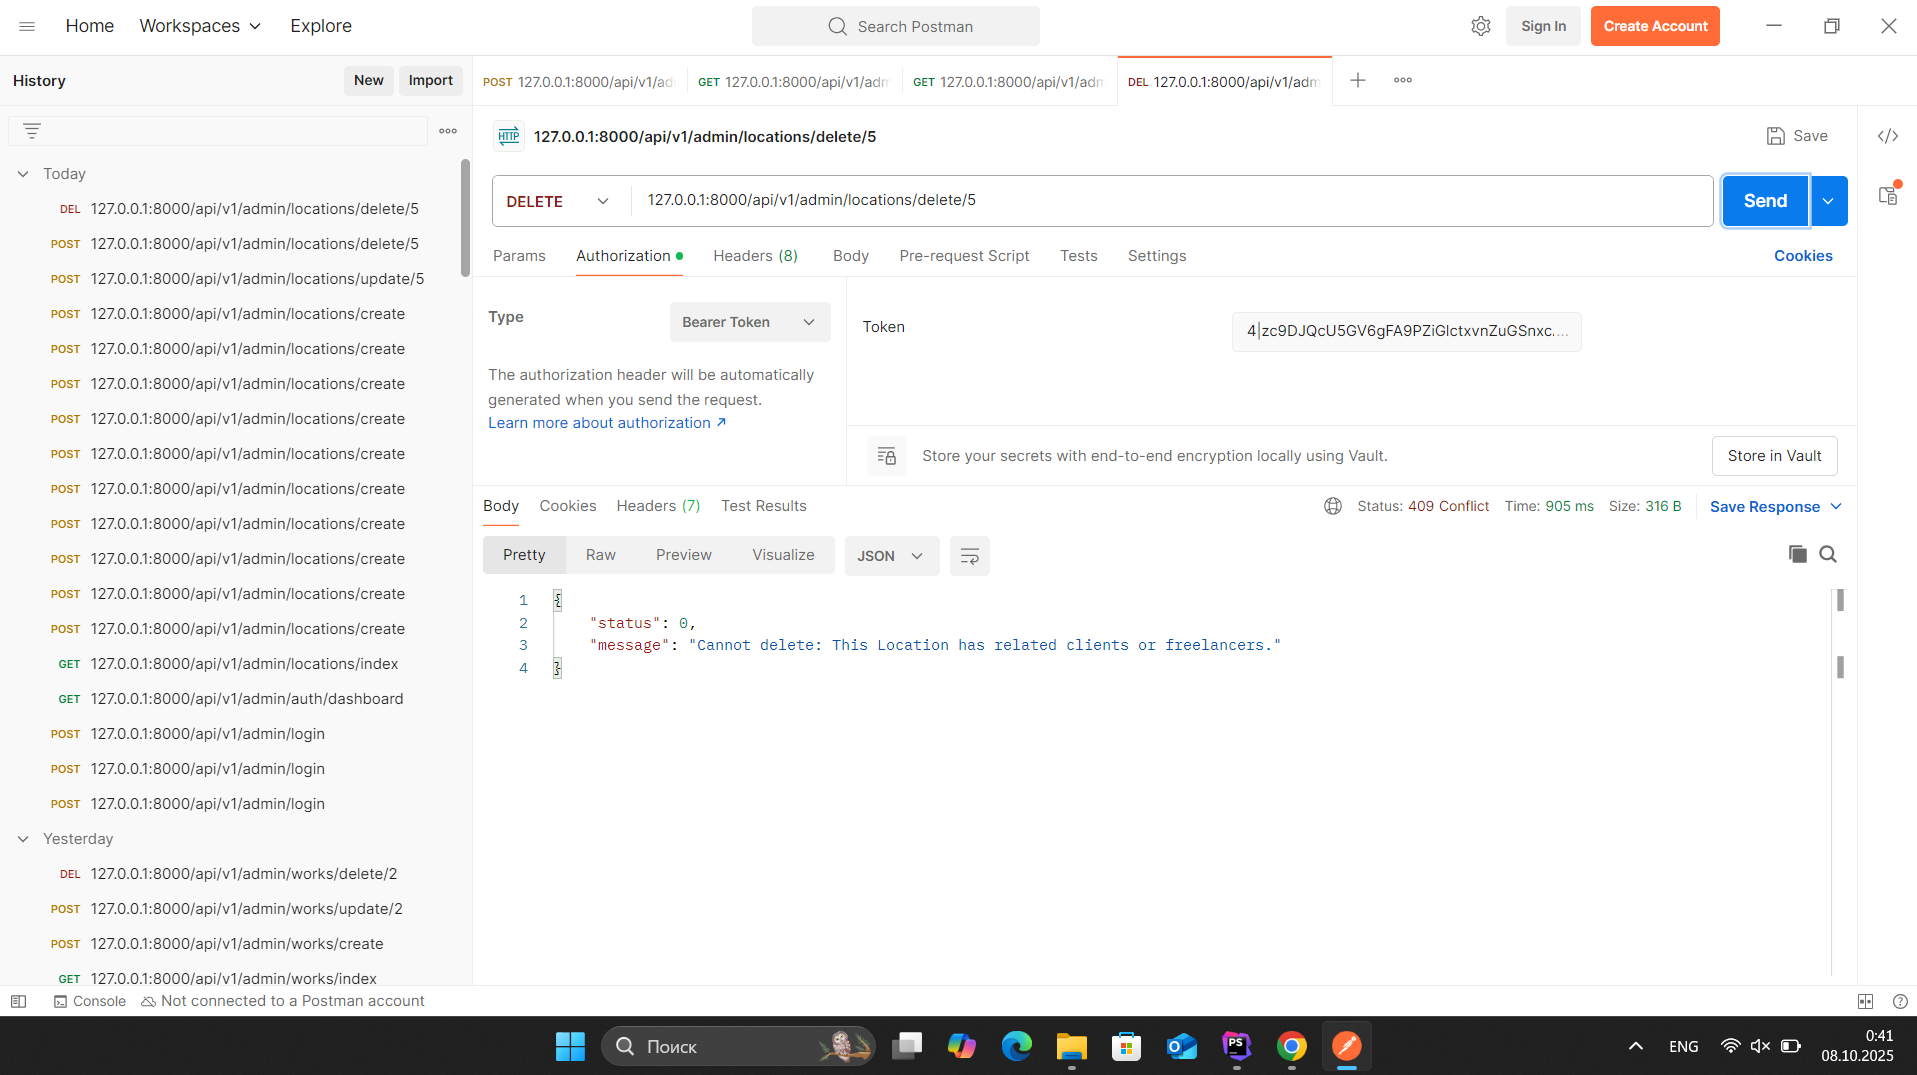 Home
Workspaces
Explore
Search Postman
Sign In
Create Account
History
New
Import
POST 127.0.0.1:8000/api/v1/ad
GET 127.0.0.1:8000/api/v1/adm
GET 127.0.0.1:8000/api/v1/adm
DEL 127.0.0.1:8000/api/v1/adm
HTTP 127.0.0.1:8000/api/v1/admin/locations/delete/5
Save
DELETE
127.0.0.1:8000/api/v1/admin/locations/delete/5
Send
Params
Authorization
Headers (8)
Body
Pre-request Script
Tests
Settings
Cookies
Type
Bearer Token
The authorization header will be automatically
generated when you send the request.
Learn more about authorization
Token
4|zc9DJQcU5GV6gFA9PZiGlctxvnZuGSnxc....
Store your secrets with end-to-end encryption locally using Vault.
Store in Vault
Body
Cookies
Headers (7)
Test Results
Status: 409 Conflict
Time: 905 ms
Size: 316 B
Save Response
Pretty
Raw
Preview
Visualize
JSON
1 {
2 "status": 0,
3 "message": "Cannot delete: This Location has related clients or freelancers."
4 }
Today
DEL 127.0.0.1:8000/api/v1/admin/locations/delete/5
POST 127.0.0.1:8000/api/v1/admin/locations/delete/5
POST 127.0.0.1:8000/api/v1/admin/locations/update/5
POST 127.0.0.1:8000/api/v1/admin/locations/create
POST 127.0.0.1:8000/api/v1/admin/locations/create
POST 127.0.0.1:8000/api/v1/admin/locations/create
POST 127.0.0.1:8000/api/v1/admin/locations/create
POST 127.0.0.1:8000/api/v1/admin/locations/create
POST 127.0.0.1:8000/api/v1/admin/locations/create
POST 127.0.0.1:8000/api/v1/admin/locations/create
POST 127.0.0.1:8000/api/v1/admin/locations/create
POST 127.0.0.1:8000/api/v1/admin/locations/create
POST 127.0.0.1:8000/api/v1/admin/locations/create
GET 127.0.0.1:8000/api/v1/admin/locations/index
GET 127.0.0.1:8000/api/v1/admin/auth/dashboard
POST 127.0.0.1:8000/api/v1/admin/login
POST 127.0.0.1:8000/api/v1/admin/login
POST 127.0.0.1:8000/api/v1/admin/login
Yesterday
DEL 127.0.0.1:8000/api/v1/admin/works/delete/2
POST 127.0.0.1:8000/api/v1/admin/works/update/2
POST 127.0.0.1:8000/api/v1/admin/works/create
GET 127.0.0.1:8000/api/v1/admin/works/index
Console
Not connected to a Postman account
Поиск
PS
ENG
0:41
08.10.2025